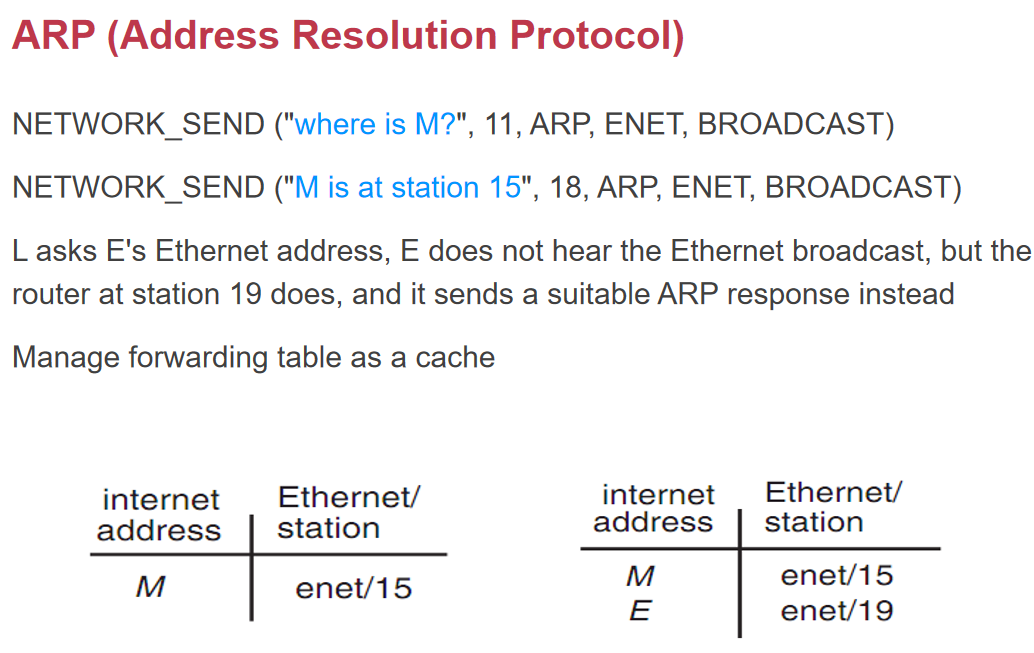 ARP (Address Resolution Protocol)
NETWORK_SEND ("where is M?", 11, ARP, ENET, BROADCAST)
NETWORK_SEND ("M is at station 15", 18, ARP, ENET, BROADCAST)
L asks E's Ethernet address, E does not hear the Ethernet broadcast, but the
router at station 19 does, and it sends a suitable ARP response instead
Manage forwarding table as a cache
internet Ethernet/
address station
M enet/15
internet Ethernet/
address station
M enet/15
E enet/19